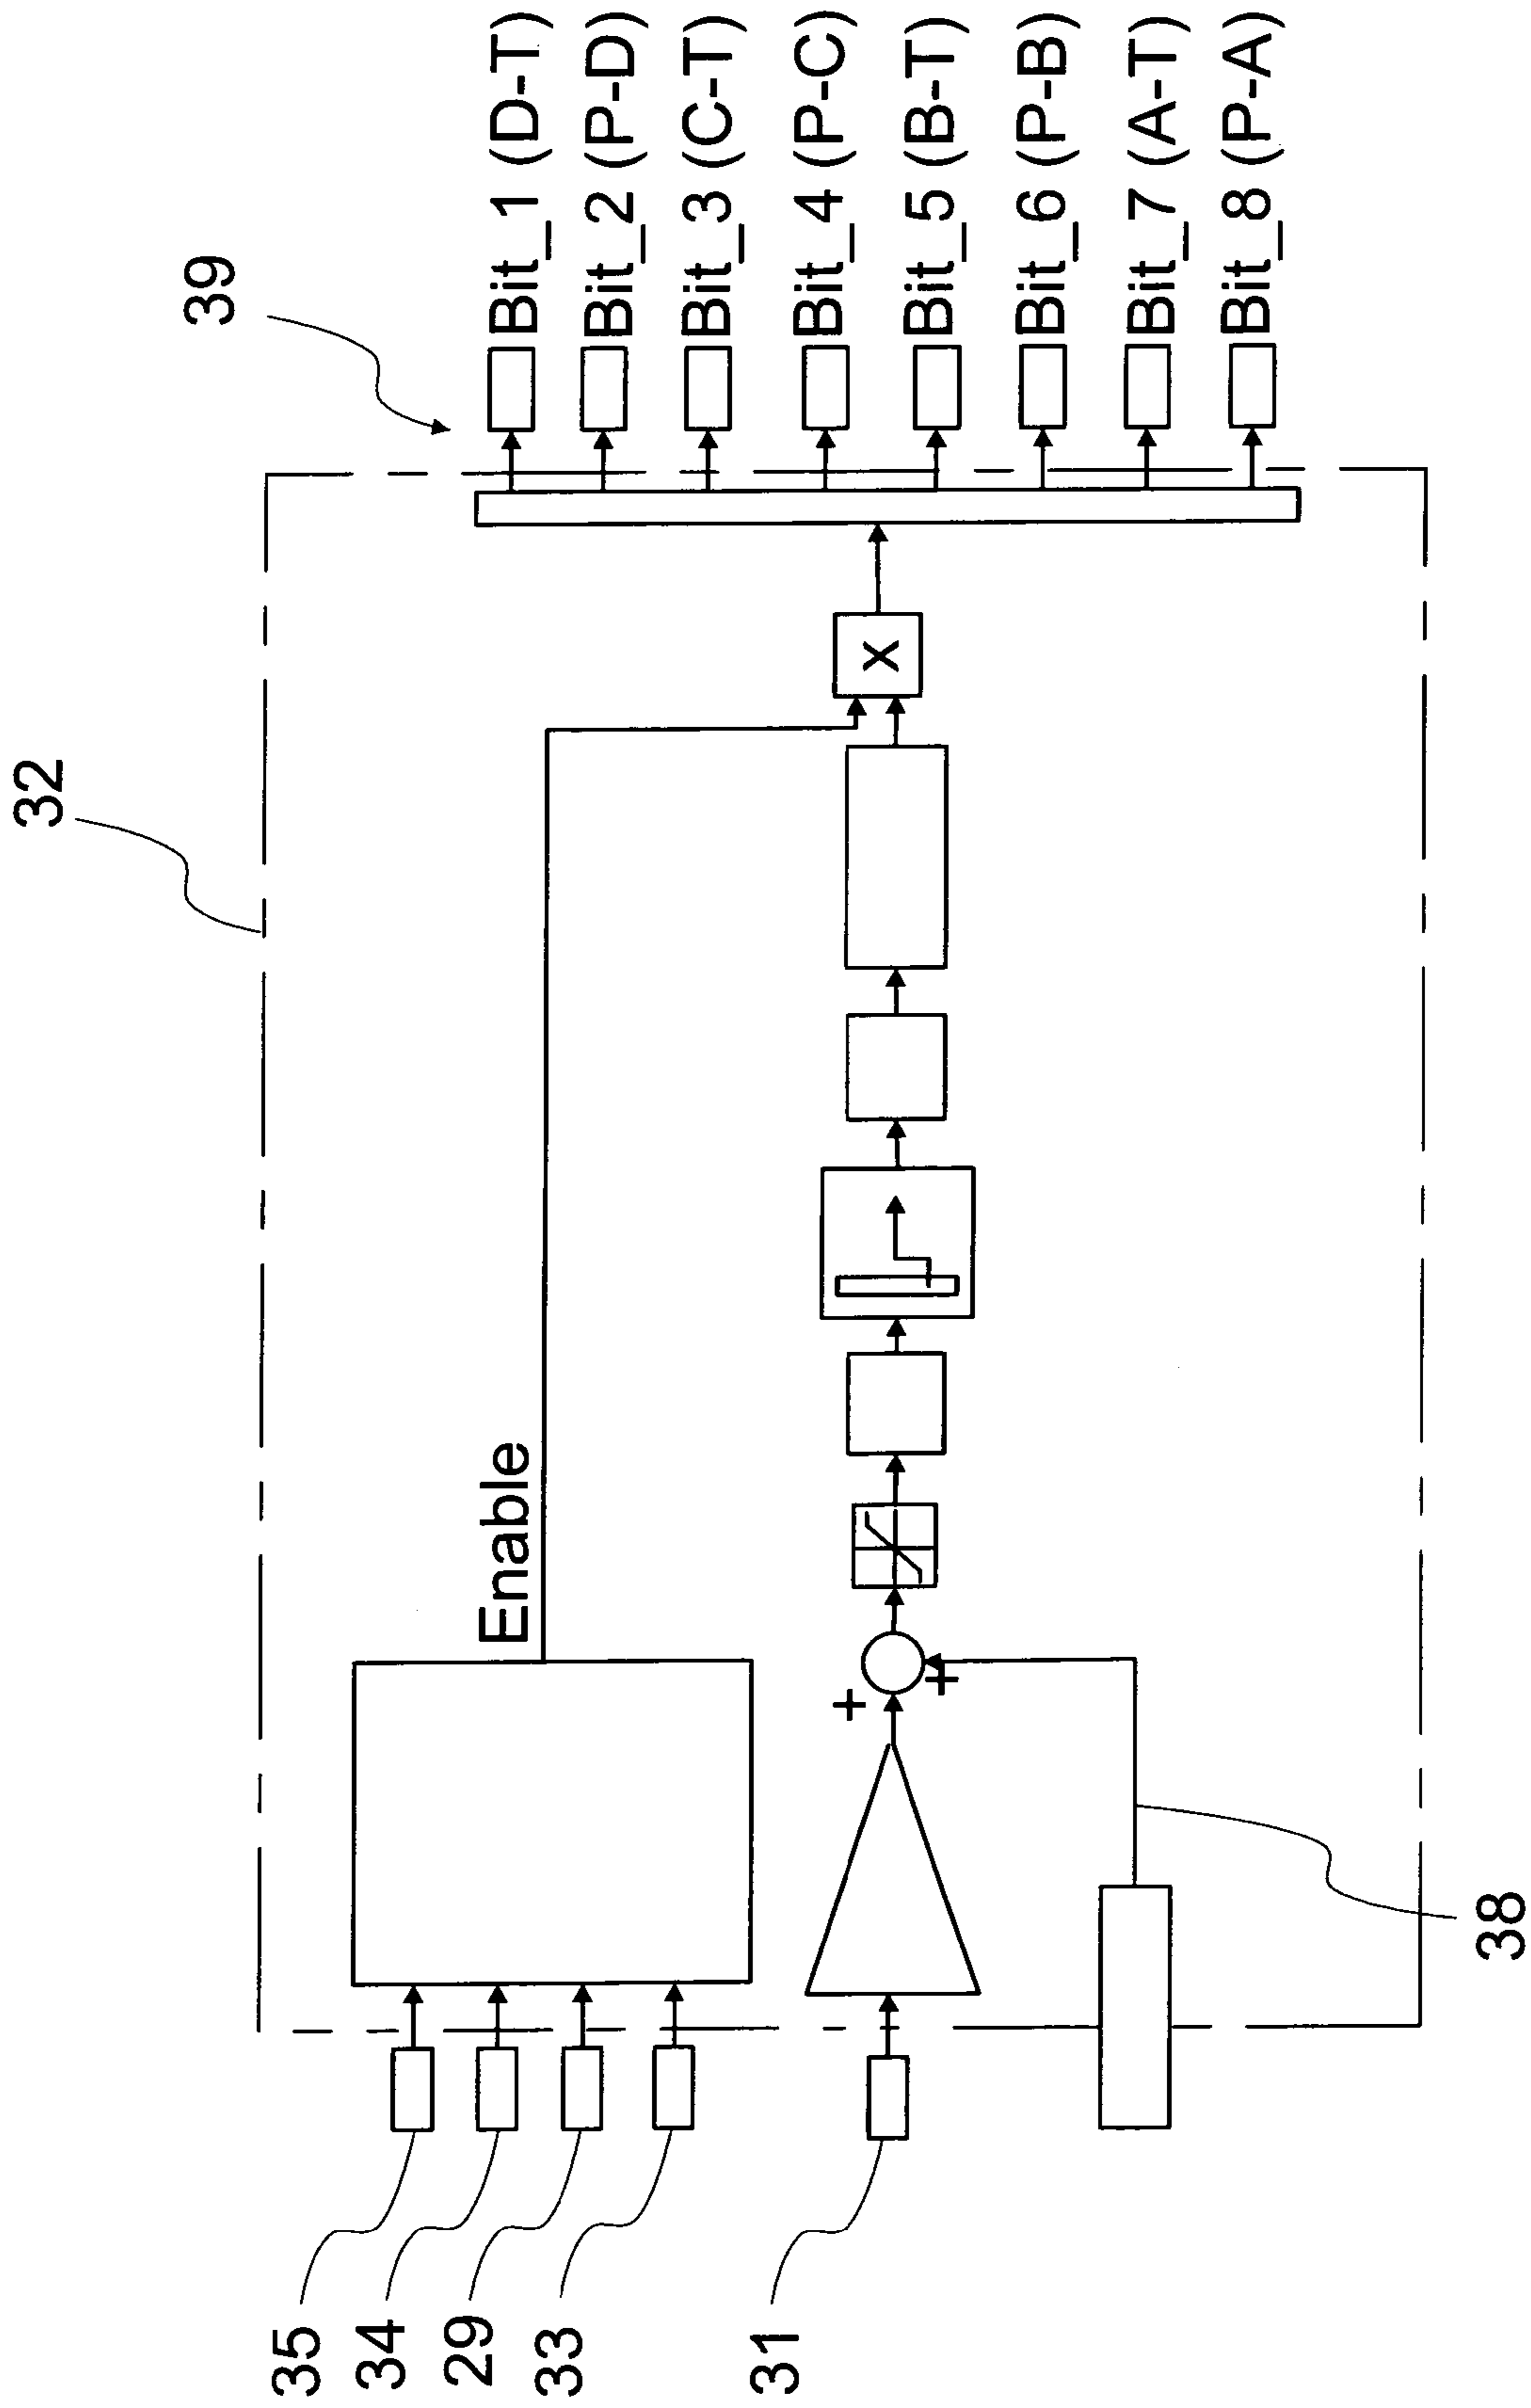 32
39
Bit_1 (D-T)
Bit_2 (P-D)
Bit_3 (C-T)
Bit_4 (P-C)
Bit_5 (B-T)
Bit_6 (P-B)
Bit_7 (A-T)
Bit_8 (P-A)
Enable
x
+
+
35
34
29
33
31
38